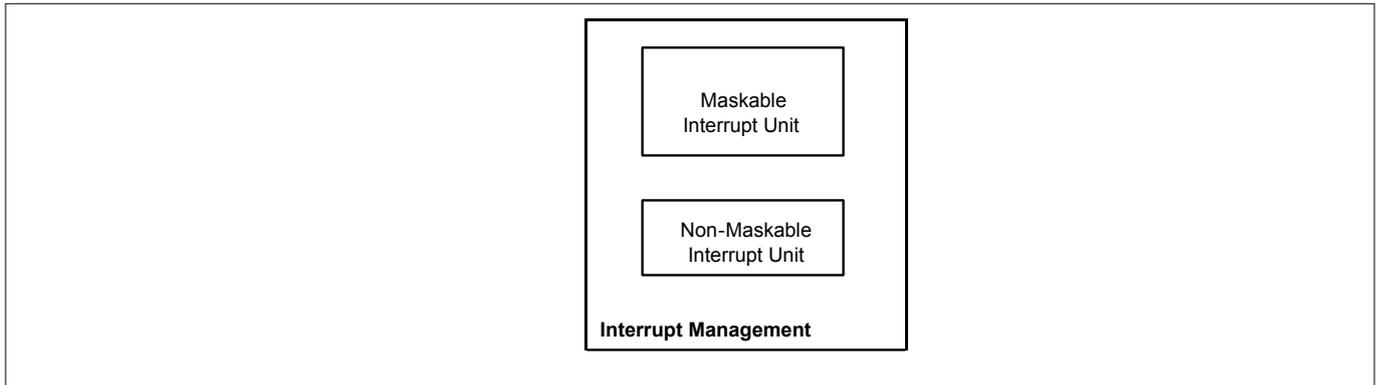 Maskable
Interrupt Unit
Non-Maskable
Interrupt Unit
Interrupt Management